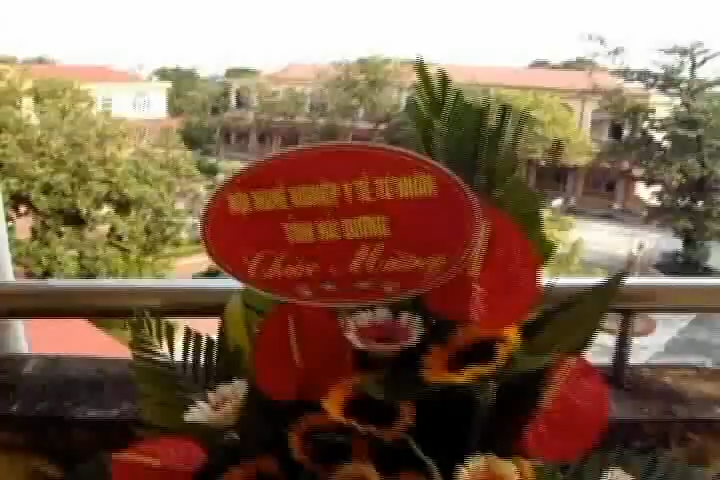 HỘI NGHỀ NGHIỆP Y TẾ TƯ NHÂN
TỈNH HẢI DƯƠNG
Chúc Mừng